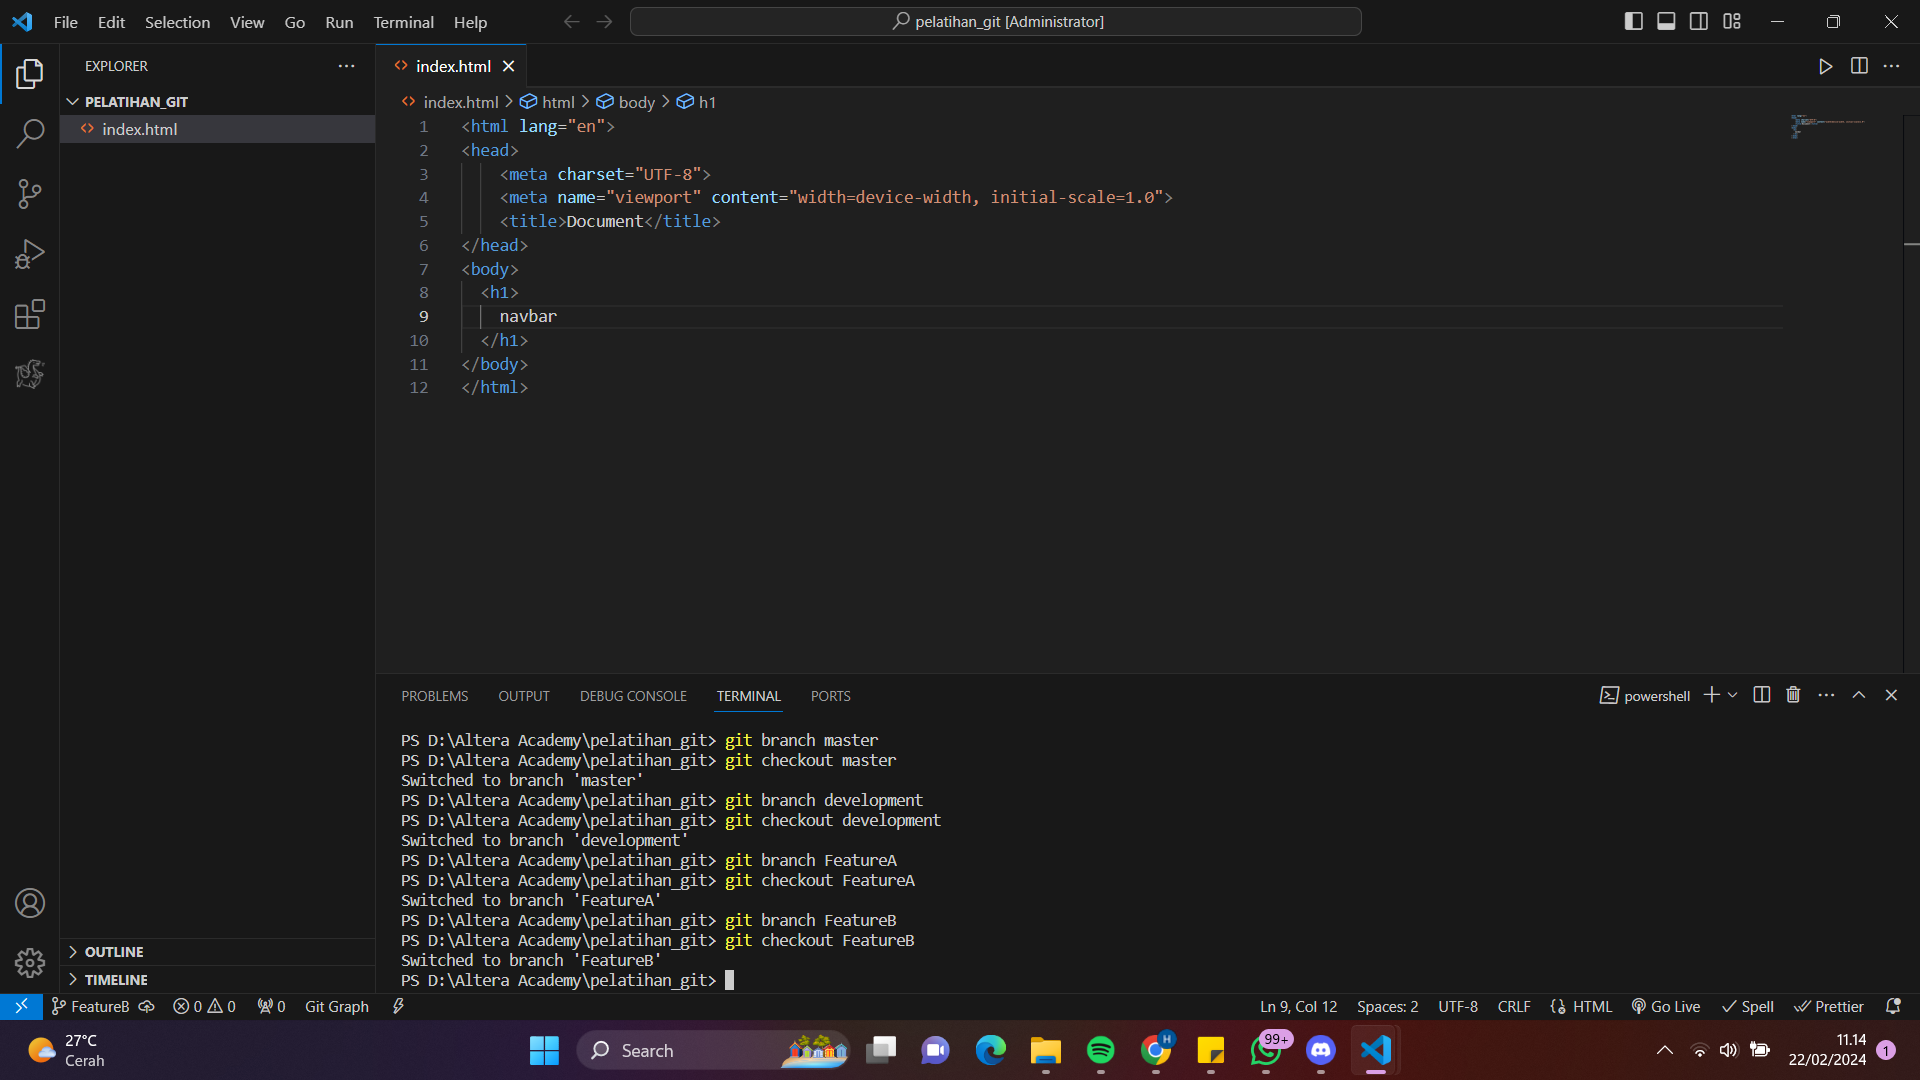 File Edit Selection View Go Run Terminal Help
pelatihan_git [Administrator]
EXPLORER
index.html
PELATIHAN_GIT
index.html
index.html > html > body > h1
1 <html lang="en">
2 <head>
3 <meta charset="UTF-8">
4 <meta name="viewport" content="width=device-width, initial-scale=1.0">
5 <title>Document</title>
6 </head>
7 <body>
8 <h1>
9 navbar
10 </h1>
11 </body>
12 </html>
PROBLEMS OUTPUT DEBUG CONSOLE TERMINAL PORTS
powershell
PS D:\Altera Academy\pelatihan_git> git branch master
PS D:\Altera Academy\pelatihan_git> git checkout master
Switched to branch 'master'
PS D:\Altera Academy\pelatihan_git> git branch development
PS D:\Altera Academy\pelatihan_git> git checkout development
Switched to branch 'development'
PS D:\Altera Academy\pelatihan_git> git branch FeatureA
PS D:\Altera Academy\pelatihan_git> git checkout FeatureA
Switched to branch 'FeatureA'
PS D:\Altera Academy\pelatihan_git> git branch FeatureB
PS D:\Altera Academy\pelatihan_git> git checkout FeatureB
Switched to branch 'FeatureB'
PS D:\Altera Academy\pelatihan_git>
OUTLINE
TIMELINE
FeatureB 0 0 0 Git Graph
Ln 9, Col 12 Spaces: 2 UTF-8 CRLF HTML Go Live Spell Prettier
27°C
Cerah
Search
H
99+
11.14
22/02/2024
1